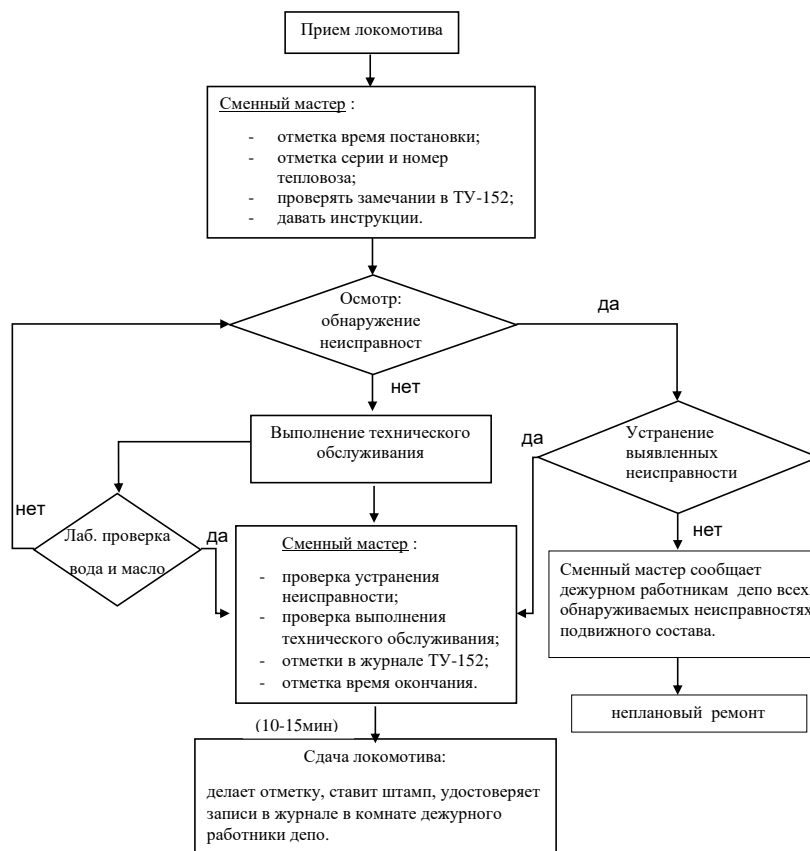 Прием локомотива
Сменный мастер :
- отметка время постановки;
- отметка серии и номер
тепловоза;
- проверять замечании в ТУ-152;
- давать инструкции.
Осмотр:
обнаружение
неисправност
да
нет
Выполнение технического
обслуживания
да
Устранение
выявленных
неисправности
нет
Лаб. проверка
вода и масло
да
нет
Сменный мастер :
- проверка устранения
неисправности;
- проверка выполнения
технического обслуживания;
- отметки в журнале ТУ-152;
- отметка время окончания.
Сменный мастер сообщает
дежурном работникам депо всех
обнаруживаемых неисправностях
подвижного состава.
неплановый ремонт
(10-15мин)
Сдача локомотива:
делает отметку, ставит штамп, удостоверяет
записи в журнале в комнате дежурного
работники депо.